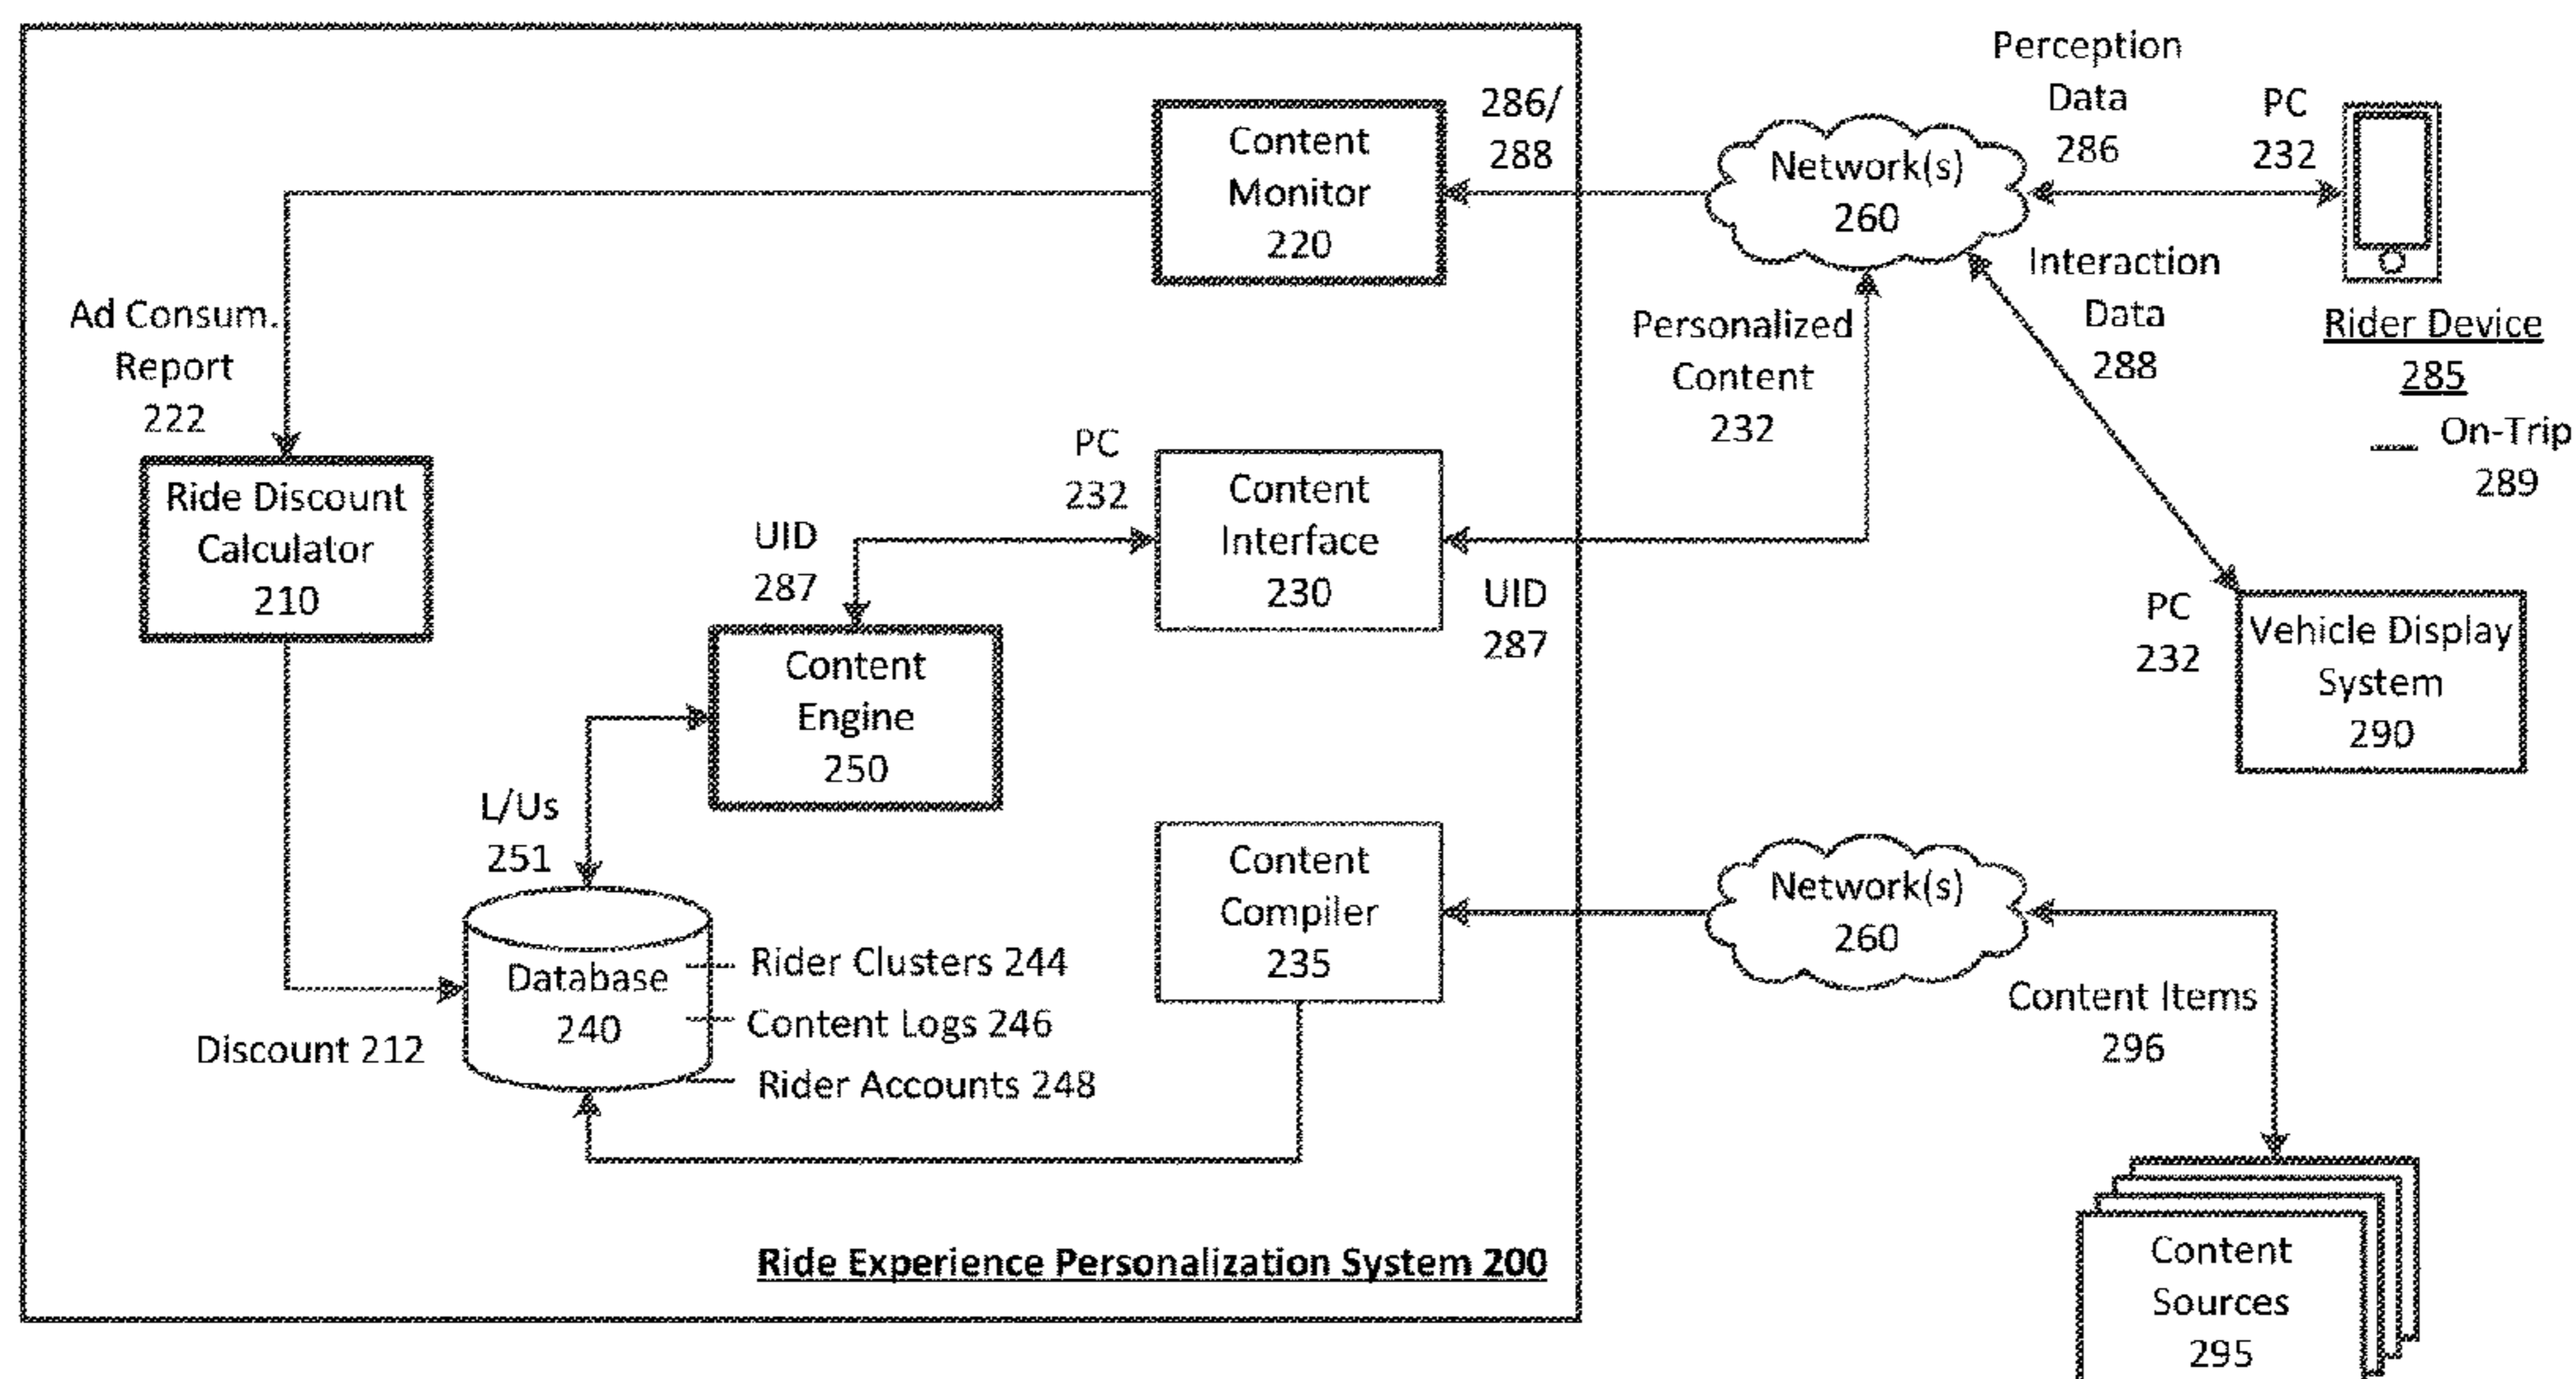 Perception
Data
286
PC
232
286/
288
Content
Monitor
220
Network(s)
260
Interaction
Data
288
Rider Device
285
On-Trip
289
Ad Consum.
Report
222
Personalized
Content
232
Ride Discount
Calculator
210
PC
232
UID
287
Content
Interface
230
UID
287
PC
232
Vehicle Display
System
290
Content
Engine
250
L/Us
251
Content
Compiler
235
Network(s)
260
Database
240
Rider Clusters 244
Content Logs 246
Rider Accounts 248
Discount 212
Content Items
296
Ride Experience Personalization System 200
Content
Sources
295